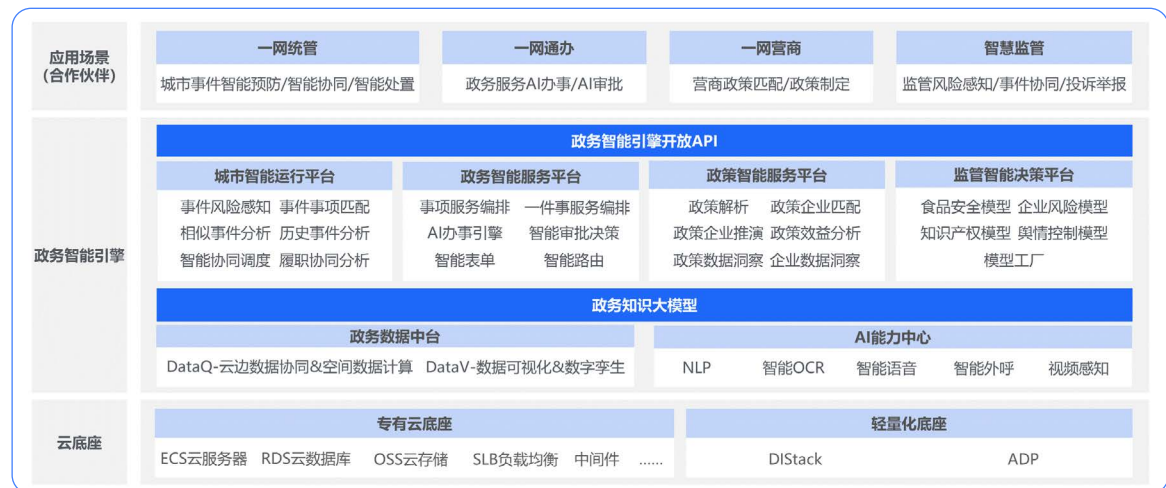 应用场景
(合作伙伴)
一网统管
城市事件智能预防/智能协同/智能处置
一网通办
政务服务AI办事/AI审批
一网营商
营商政策匹配/政策制定
智慧监管
监管风险感知/事件协同/投诉举报
政务智能引擎
政务智能引擎开放API
城市智能运行平台
事件风险感知 事件事项匹配
相似事件分析 历史事件分析
智能协同调度 履职协同分析
政务智能服务平台
事项服务编排 一件事服务编排
AI办事引擎 智能审批决策
智能表单 智能路由
政策智能服务平台
政策解析 政策企业匹配
政策企业推演 政策效益分析
政策数据洞察 企业数据洞察
监管智能决策平台
食品安全模型 企业风险模型
知识产权模型 舆情控制模型
模型工厂
政务知识大模型
政务数据中台
DataQ-云边数据协同&空间数据计算 DataV-数据可视化&数字孪生
AI能力中心
NLP 智能OCR 智能语音 智能外呼 视频感知
云底座
专有云底座
ECS云服务器 RDS云数据库 OSS云存储 SLB负载均衡 中间件 ......
轻量化底座
DIStack ADP